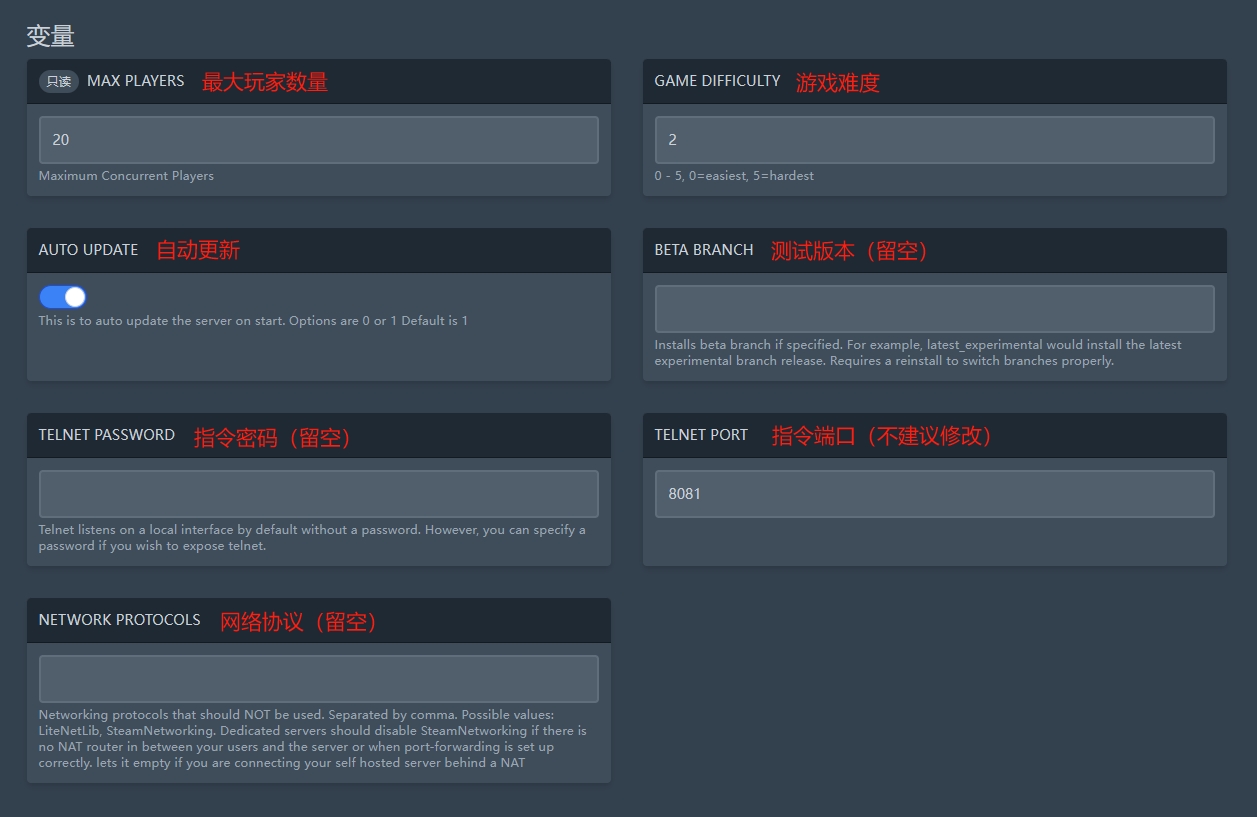 变量
只读 MAX PLAYERS 最大玩家数量
20
Maximum Concurrent Players
GAME DIFFICULTY 游戏难度
2
0 - 5, 0=easiest, 5=hardest
AUTO UPDATE 自动更新
This is to auto update the server on start. Options are 0 or 1 Default is 1
BETA BRANCH 测试版本（留空）
Installs beta branch if specified. For example, latest_experimental would install the latest
experimental branch release. Requires a reinstall to switch branches properly.
TELNET PASSWORD 指令密码（留空）
Telnet listens on a local interface by default without a password. However, you can specify a
password if you wish to expose telnet.
TELNET PORT 指令端口（不建议修改）
8081
NETWORK PROTOCOLS 网络协议（留空）
Networking protocols that should NOT be used. Separated by comma. Possible values:
LiteNetLib, SteamNetworking. Dedicated servers should disable SteamNetworking if there is
no NAT router in between your users and the server or when port-forwarding is set up
correctly. lets it empty if you are connecting your self hosted server behind a NAT